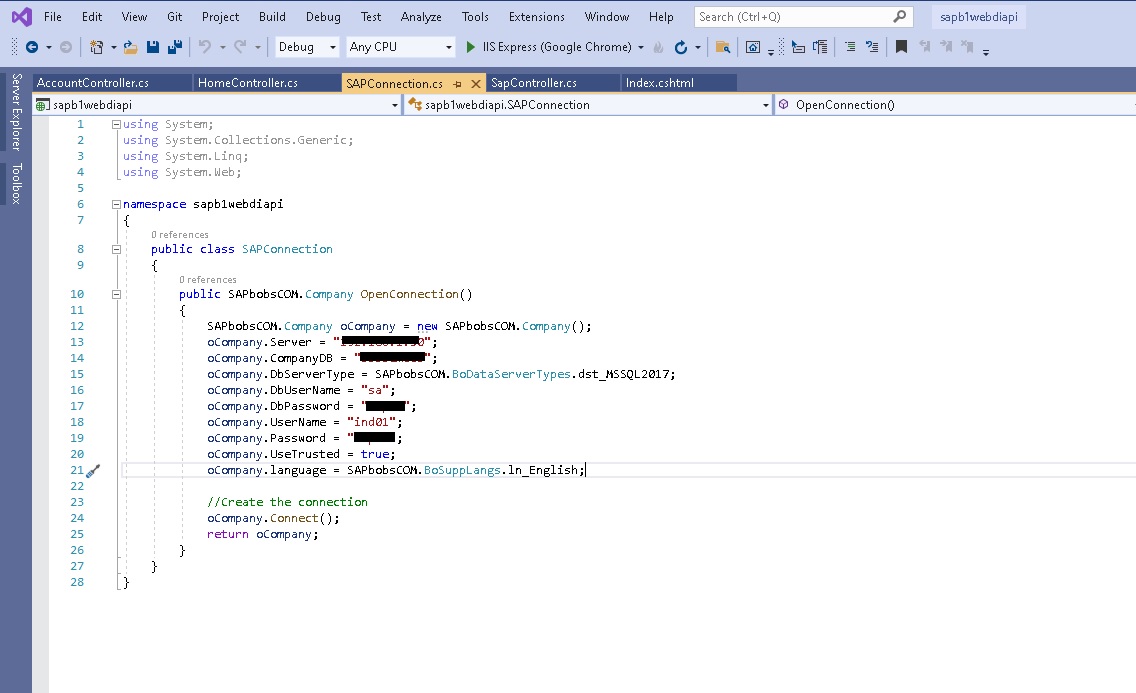 File Edit View Git Project Build Debug Test Analyze Tools Extensions Window Help Search (Ctrl+Q) sapb1webdiapi
Debug Any CPU IIS Express (Google Chrome)
Server Explorer
Toolbox
AccountController.cs HomeController.cs SAPConnection.cs SapController.cs Index.cshtml
sapb1webdiapi sapb1webdiapi.SAPConnection OpenConnection()
1 using System;
2 using System.Collections.Generic;
3 using System.Linq;
4 using System.Web;
5
6 namespace sapb1webdiapi
7 {
0 references
8 public class SAPConnection
9 {
0 references
10 public SAPbobsCOM.Company OpenConnection()
11 {
12 SAPbobsCOM.Company oCompany = new SAPbobsCOM.Company();
13 oCompany.Server = "";
14 oCompany.CompanyDB = "";
15 oCompany.DbServerType = SAPbobsCOM.BoDataServerTypes.dst_MSSQL2017;
16 oCompany.DbUserName = "sa";
17 oCompany.DbPassword = "";
18 oCompany.UserName = "ind01";
19 oCompany.Password = ";
20 oCompany.UseTrusted = true;
21 oCompany.language = SAPbobsCOM.BoSuppLangs.ln_English;
22
23 //Create the connection
24 oCompany.Connect();
25 return oCompany;
26 }
27 }
28 }